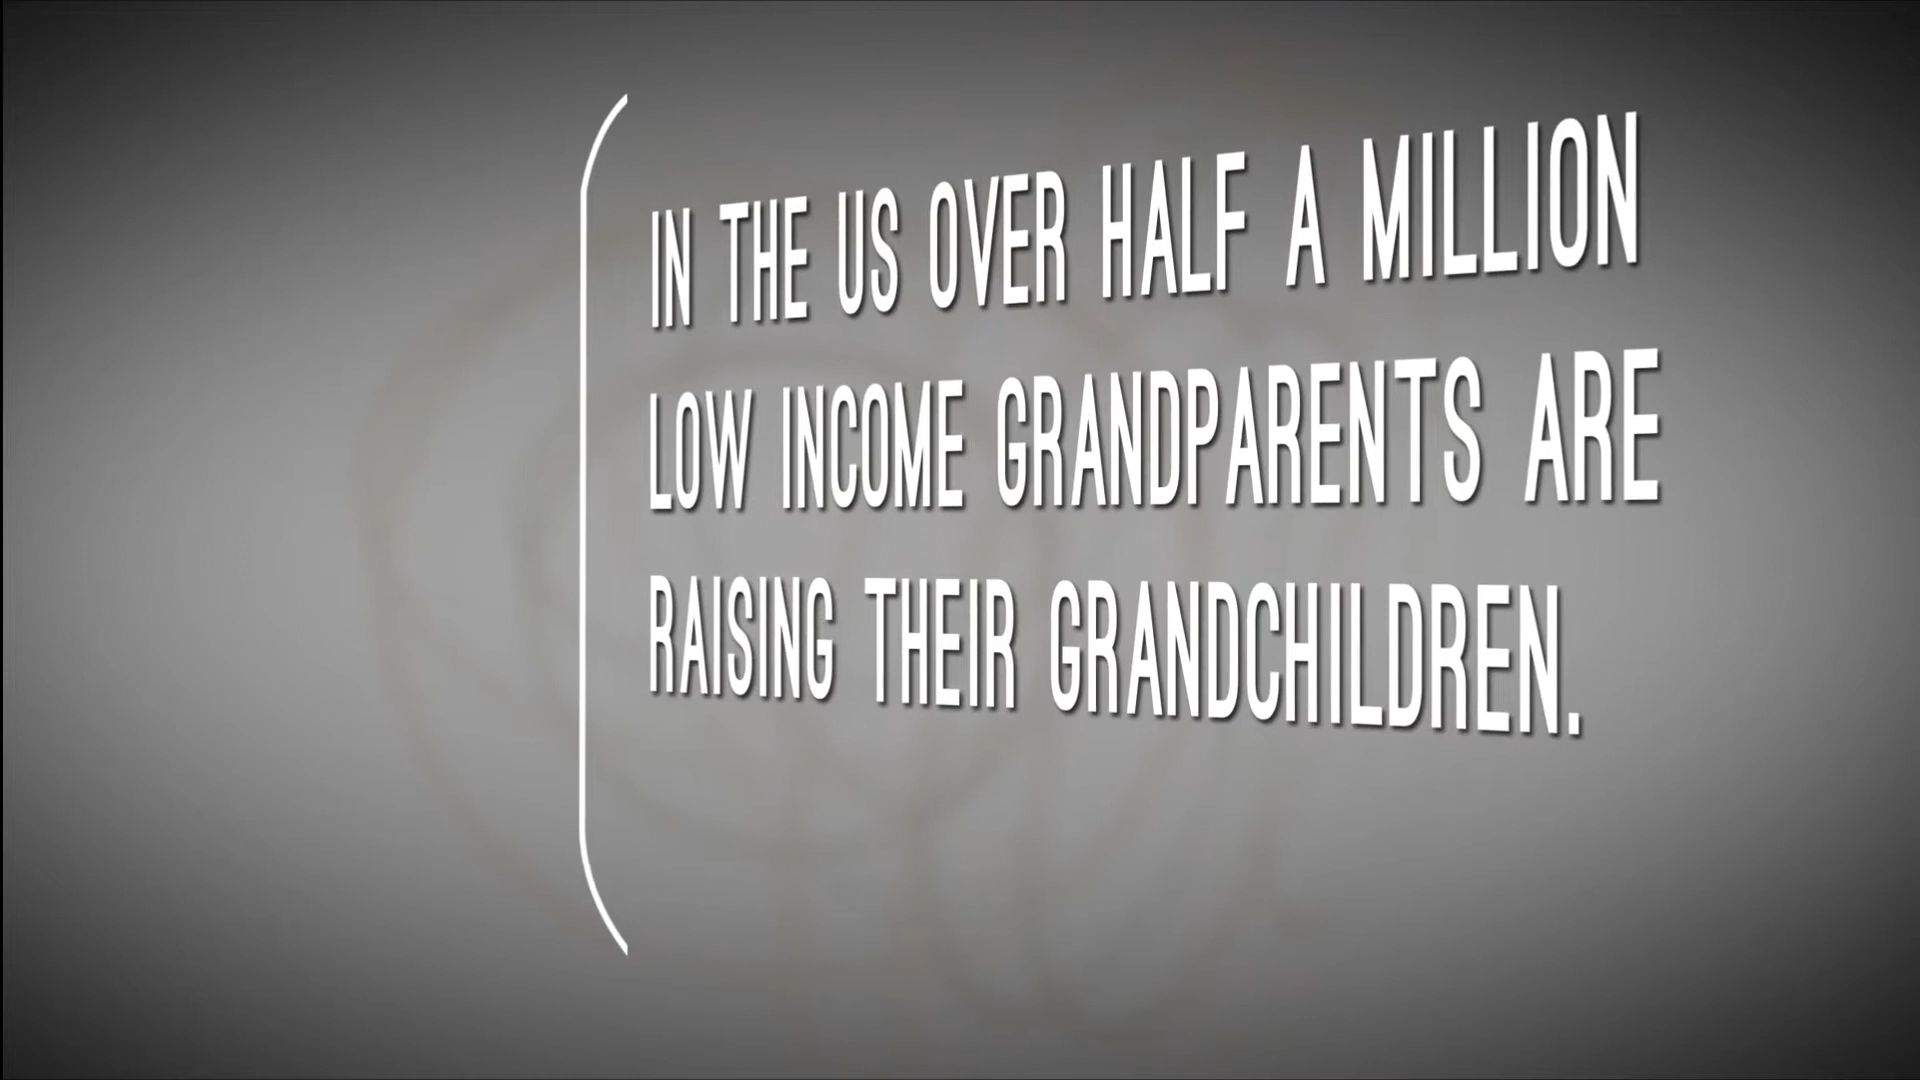 IN THE US OVER HALF A MILLION
LOW INCOME GRANDPARENTS ARE
RAISING THEIR GRANDCHILDREN.